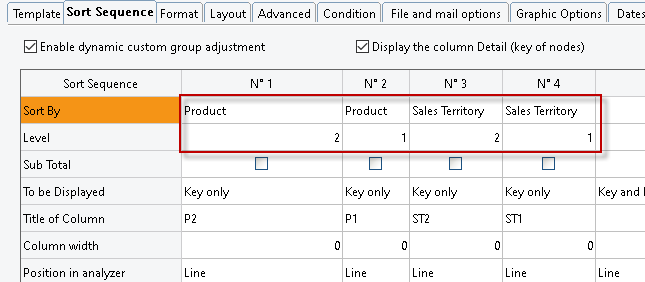 Template Sort Sequence Format Layout Advanced Condition File and mail options Graphic Options Dates
Enable dynamic custom group adjustment Display the column Detail (key of nodes)
Sort Sequence N° 1 N° 2 N° 3 N° 4
Sort By Product Product Sales Territory Sales Territory
Level 2 1 2 1
Sub Total
To be Displayed Key only Key only Key only Key only Key and
Title of Column P2 P1 ST2 ST1
Column width 0 0 0 0
Position in analyzer Line Line Line Line Line